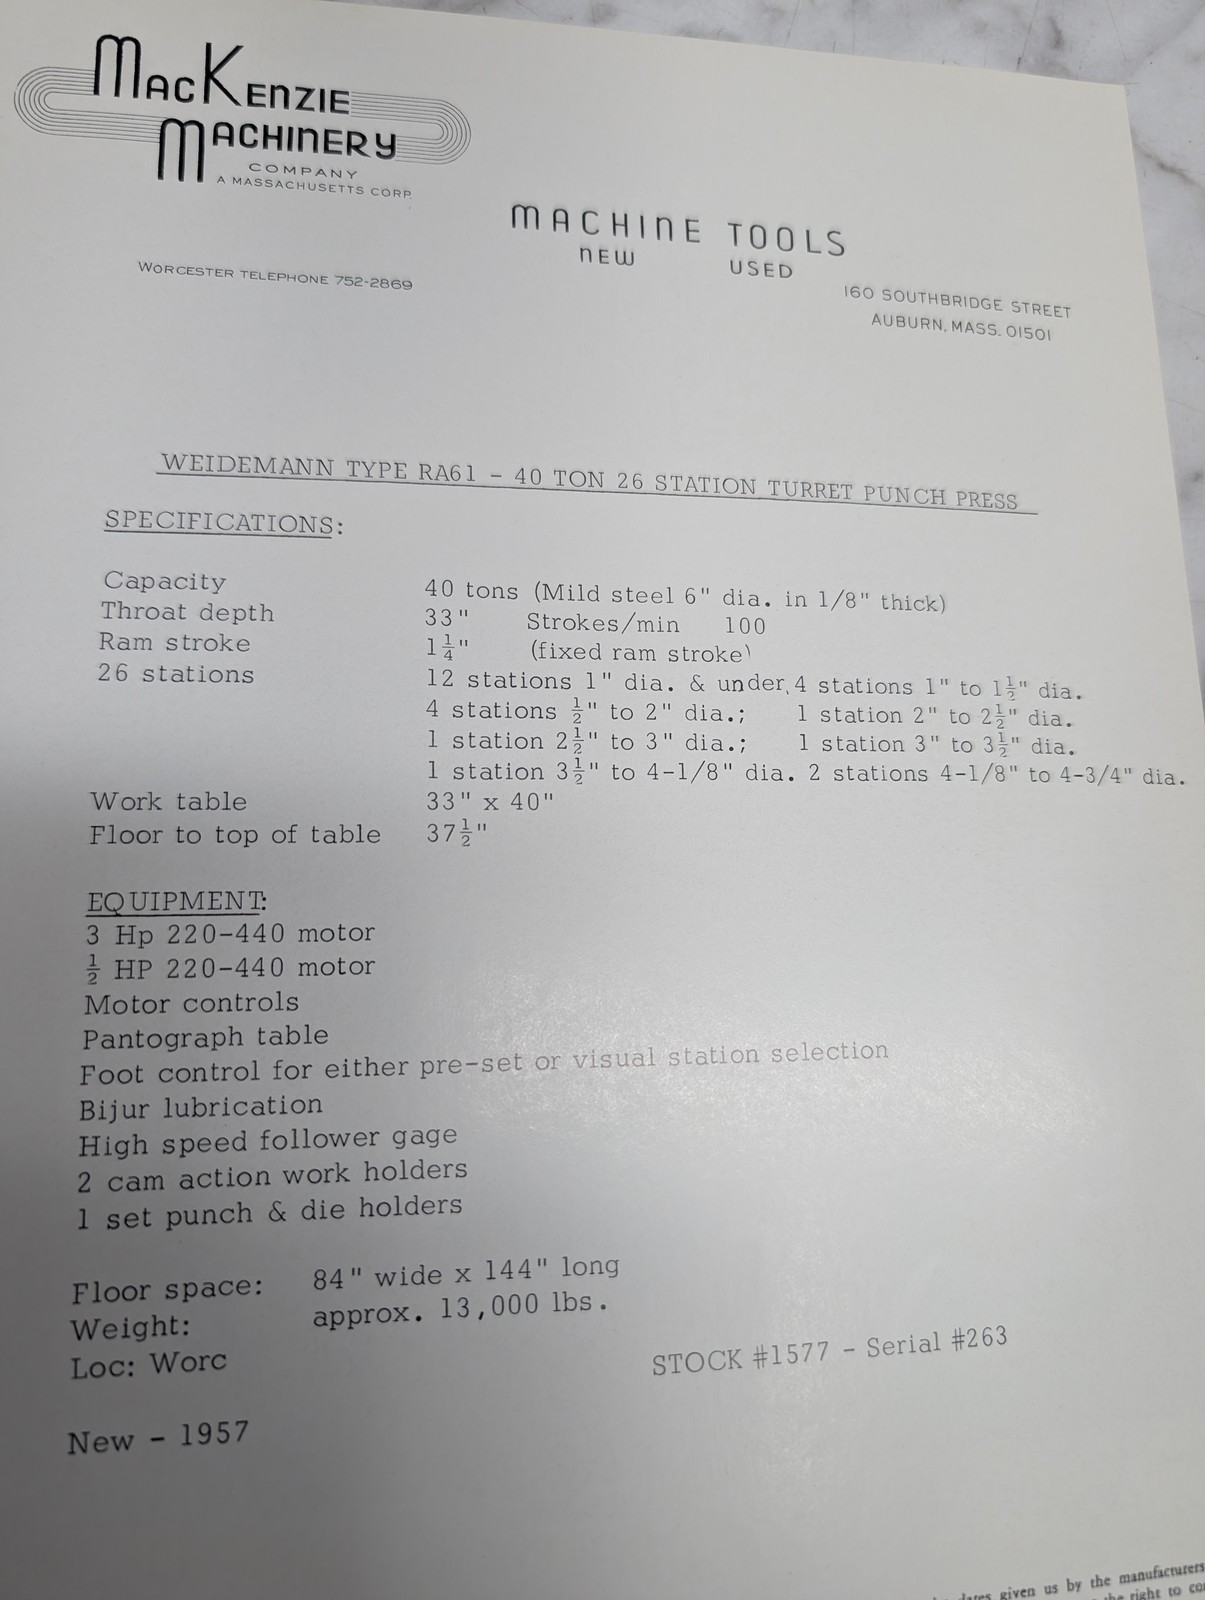 MacKenzie
Machinery
COMPANY
A MASSACHUSETTS CORP.
MACHINE TOOLS
NEW USED
WORCESTER TELEPHONE 752-2869
160 SOUTHBRIDGE STREET
AUBURN, MASS. 01501
WEIDEMANN TYPE RA61 - 40 TON 26 STATION TURRET PUNCH PRESS
SPECIFICATIONS:
Capacity 40 tons (Mild steel 6" dia. in 1/8" thick)
Throat depth 33" Strokes/min 100
Ram stroke 1¼" (fixed ram stroke)
26 stations 12 stations 1" dia. & under, 4 stations 1" to 1½" dia.
4 stations ½" to 2" dia.; 1 station 2" to 2½" dia.
1 station 2½" to 3" dia.; 1 station 3" to 3½" dia.
1 station 3½" to 4-1/8" dia. 2 stations 4-1/8" to 4-3/4" dia.
Work table 33" x 40"
Floor to top of table 37½"
EQUIPMENT:
3 Hp 220-440 motor
½ HP 220-440 motor
Motor controls
Pantograph table
Foot control for either pre-set or visual station selection
Bijur lubrication
High speed follower gage
2 cam action work holders
1 set punch & die holders
Floor space: 84" wide x 144" long
Weight: approx. 13,000 lbs.
Loc: Worc
STOCK #1577 - Serial #263
New - 1957
given us by the manufacturers
the right to